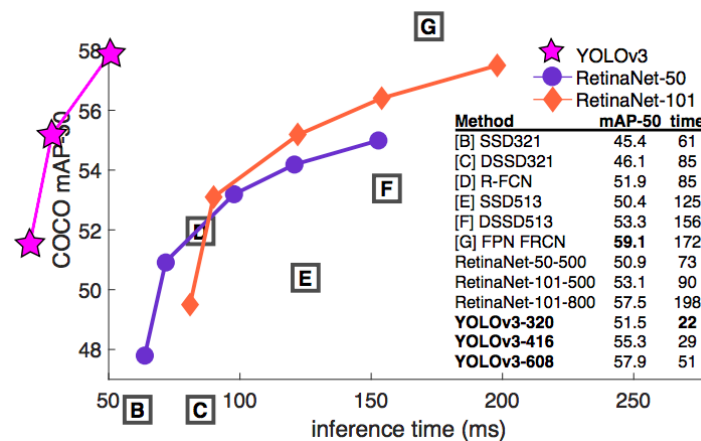 G
58
56
54
52
50
48
COCO mAP-50
D
E
F
B
C
50
100
150
200
250
inference time (ms)
YOLOv3
RetinaNet-50
RetinaNet-101
Method mAP-50 time
[B] SSD321 45.4 61
[C] DSSD321 46.1 85
[D] R-FCN 51.9 85
[E] SSD513 50.4 125
[F] DSSD513 53.3 156
[G] FPN FRCN 59.1 172
RetinaNet-50-500 50.9 73
RetinaNet-101-500 53.1 90
RetinaNet-101-800 57.5 198
YOLOv3-320 51.5 22
YOLOv3-416 55.3 29
YOLOv3-608 57.9 51